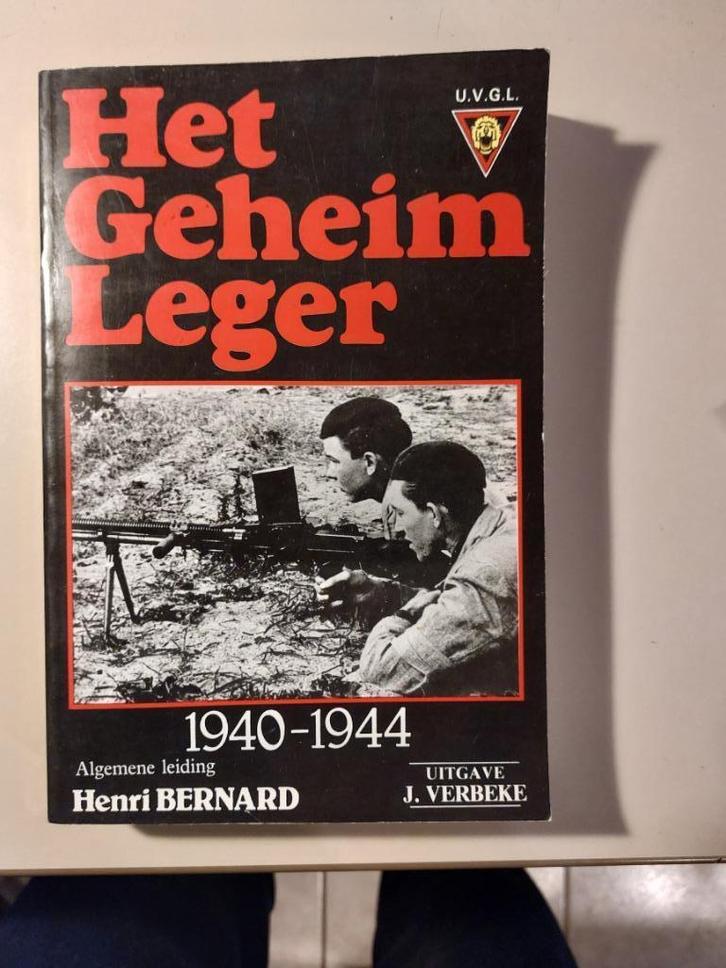 U.V.G.L.
Het
Geheim
Leger
1940-1944
Algemene leiding
Henri BERNARD
UITGAVE
J. VERBEKE